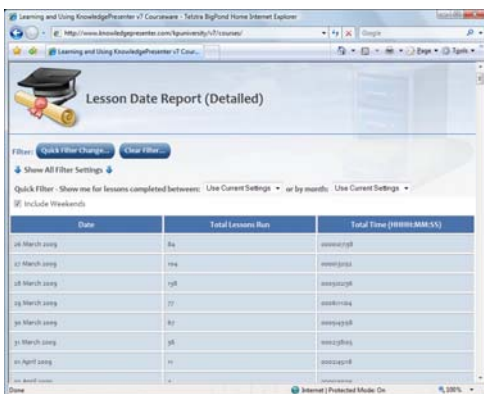 Learning and Using KnowledgePresenter v7 Courseware - Telstra BigPond Home Internet Explorer
http://www.knowledgepresenter.com/kpuniversity/v7/courses/
Google
Learning and Using KnowledgePresenter v7 Cour...
Page
Tools
Lesson Date Report (Detailed)
Filter: Quick Filter Change... Clear Filter...
Show All Filter Settings
Quick Filter - Show me for lessons completed between: Use Current Settings or by month: Use Current Settings
Include Weekends
Date Total Lessons Run Total Time (HHHH:MM:SS)
26 March 2009 84
27 March 2009 104
28 March 2009
29 March 2009 77
30 March 2009 67
31 March 2009
01 April 2009 11
Done Internet | Protected Mode: On 100%